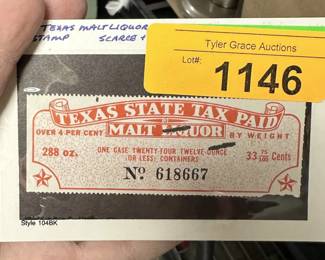 TEXAS MALT LIQUOR
STAMP SCARCE +
Tyler Grace Auctions
Lot#:
1146
TEXAS STATE TAX PAID
OVER 4 PER CENT MALT LIQUOR BY WEIGHT
288 oz. ONE CASE TWENTY-FOUR TWELVE-OUNCE 33 75/100 Cents
(OR LESS) CONTAINERS
No 618667
Style 104BK